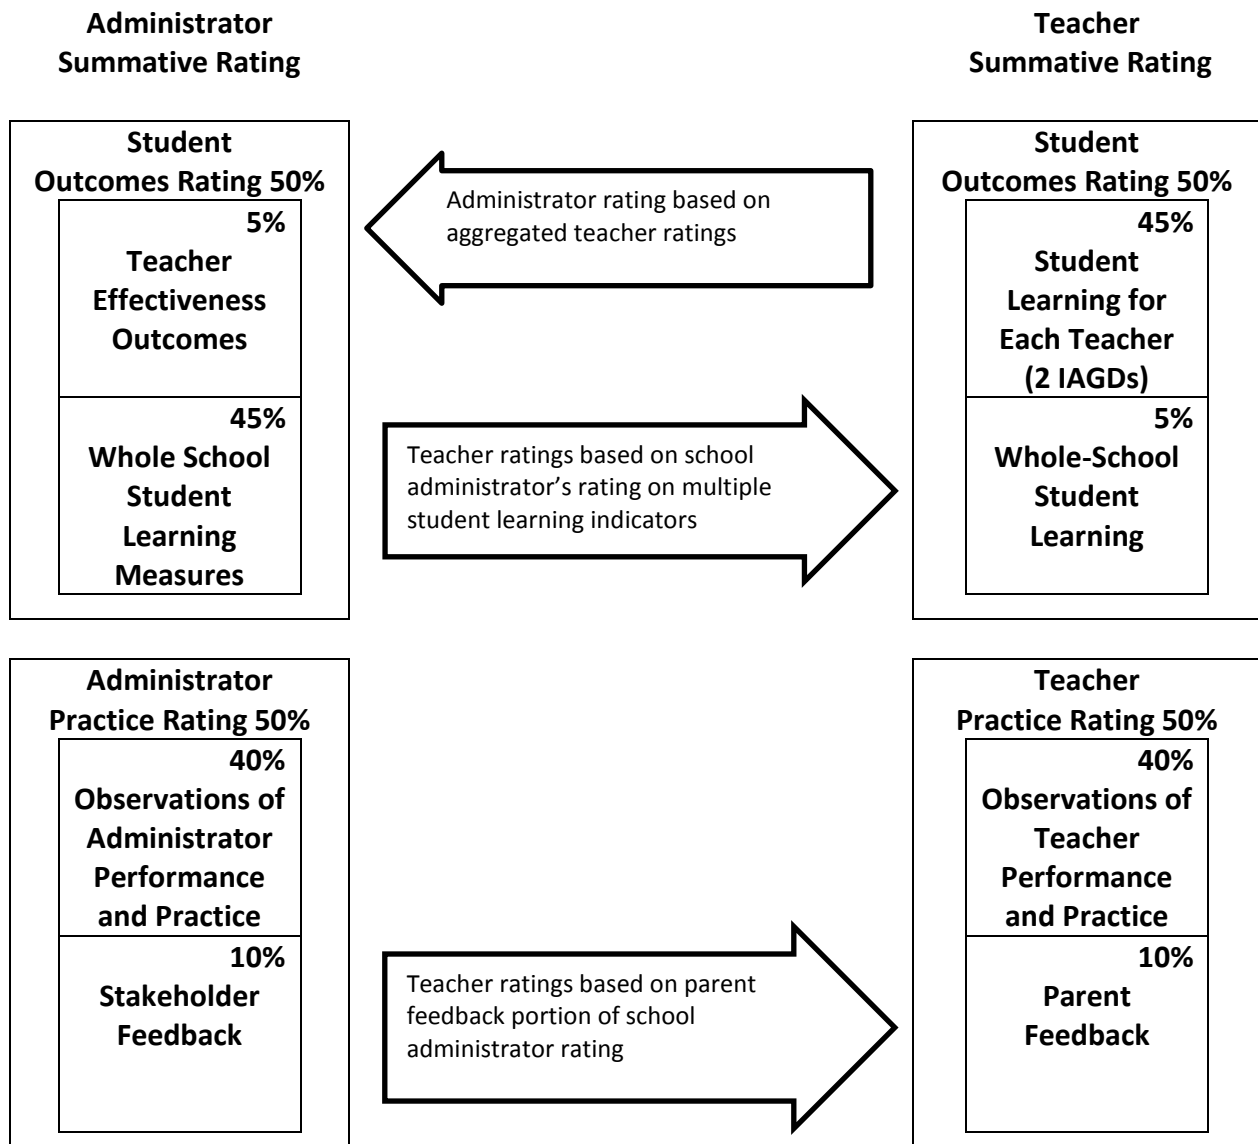 Administrator
Summative Rating
Teacher
Summative Rating
Student
Outcomes Rating 50%
5%
Teacher
Effectiveness
Outcomes
45%
Whole School
Student
Learning
Measures
Administrator rating based on
aggregated teacher ratings
Teacher ratings based on school
administrator’s rating on multiple
student learning indicators
Student
Outcomes Rating 50%
45%
Student
Learning for
Each Teacher
(2 IAGDs)
5%
Whole-School
Student
Learning
Administrator
Practice Rating 50%
40%
Observations of
Administrator
Performance
and Practice
10%
Stakeholder
Feedback
Teacher ratings based on parent
feedback portion of school
administrator rating
Teacher
Practice Rating 50%
40%
Observations of
Teacher
Performance
and Practice
10%
Parent
Feedback